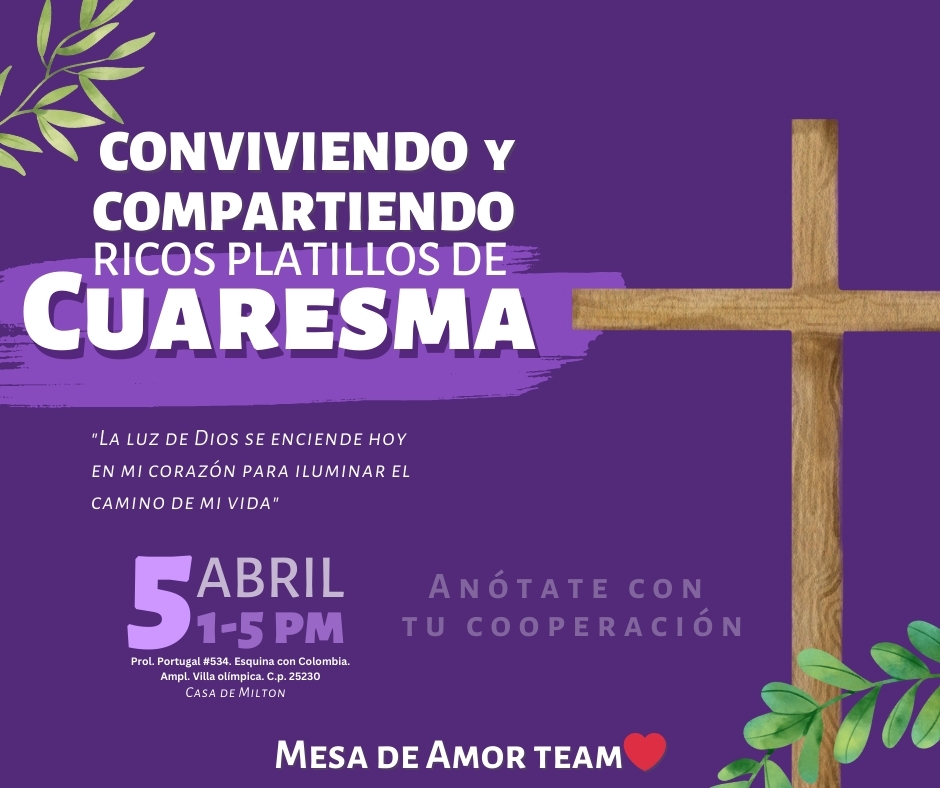 CONVIVIENDO Y
COMPARTIENDO
RICOS PLATILLOS DE
CUARESMA
"LA LUZ DE DIOS SE ENCIENDE HOY
EN MI CORAZÓN PARA ILUMINAR EL
CAMINO DE MI VIDA"
5 ABRIL
1-5 PM
Prol. Portugal #534. Esquina con Colombia.
Ampl. Villa olímpica. C.p. 25230
CASA DE MILTON
ANÓTATE CON
TU COOPERACIÓN
MESA DE AMOR TEAM